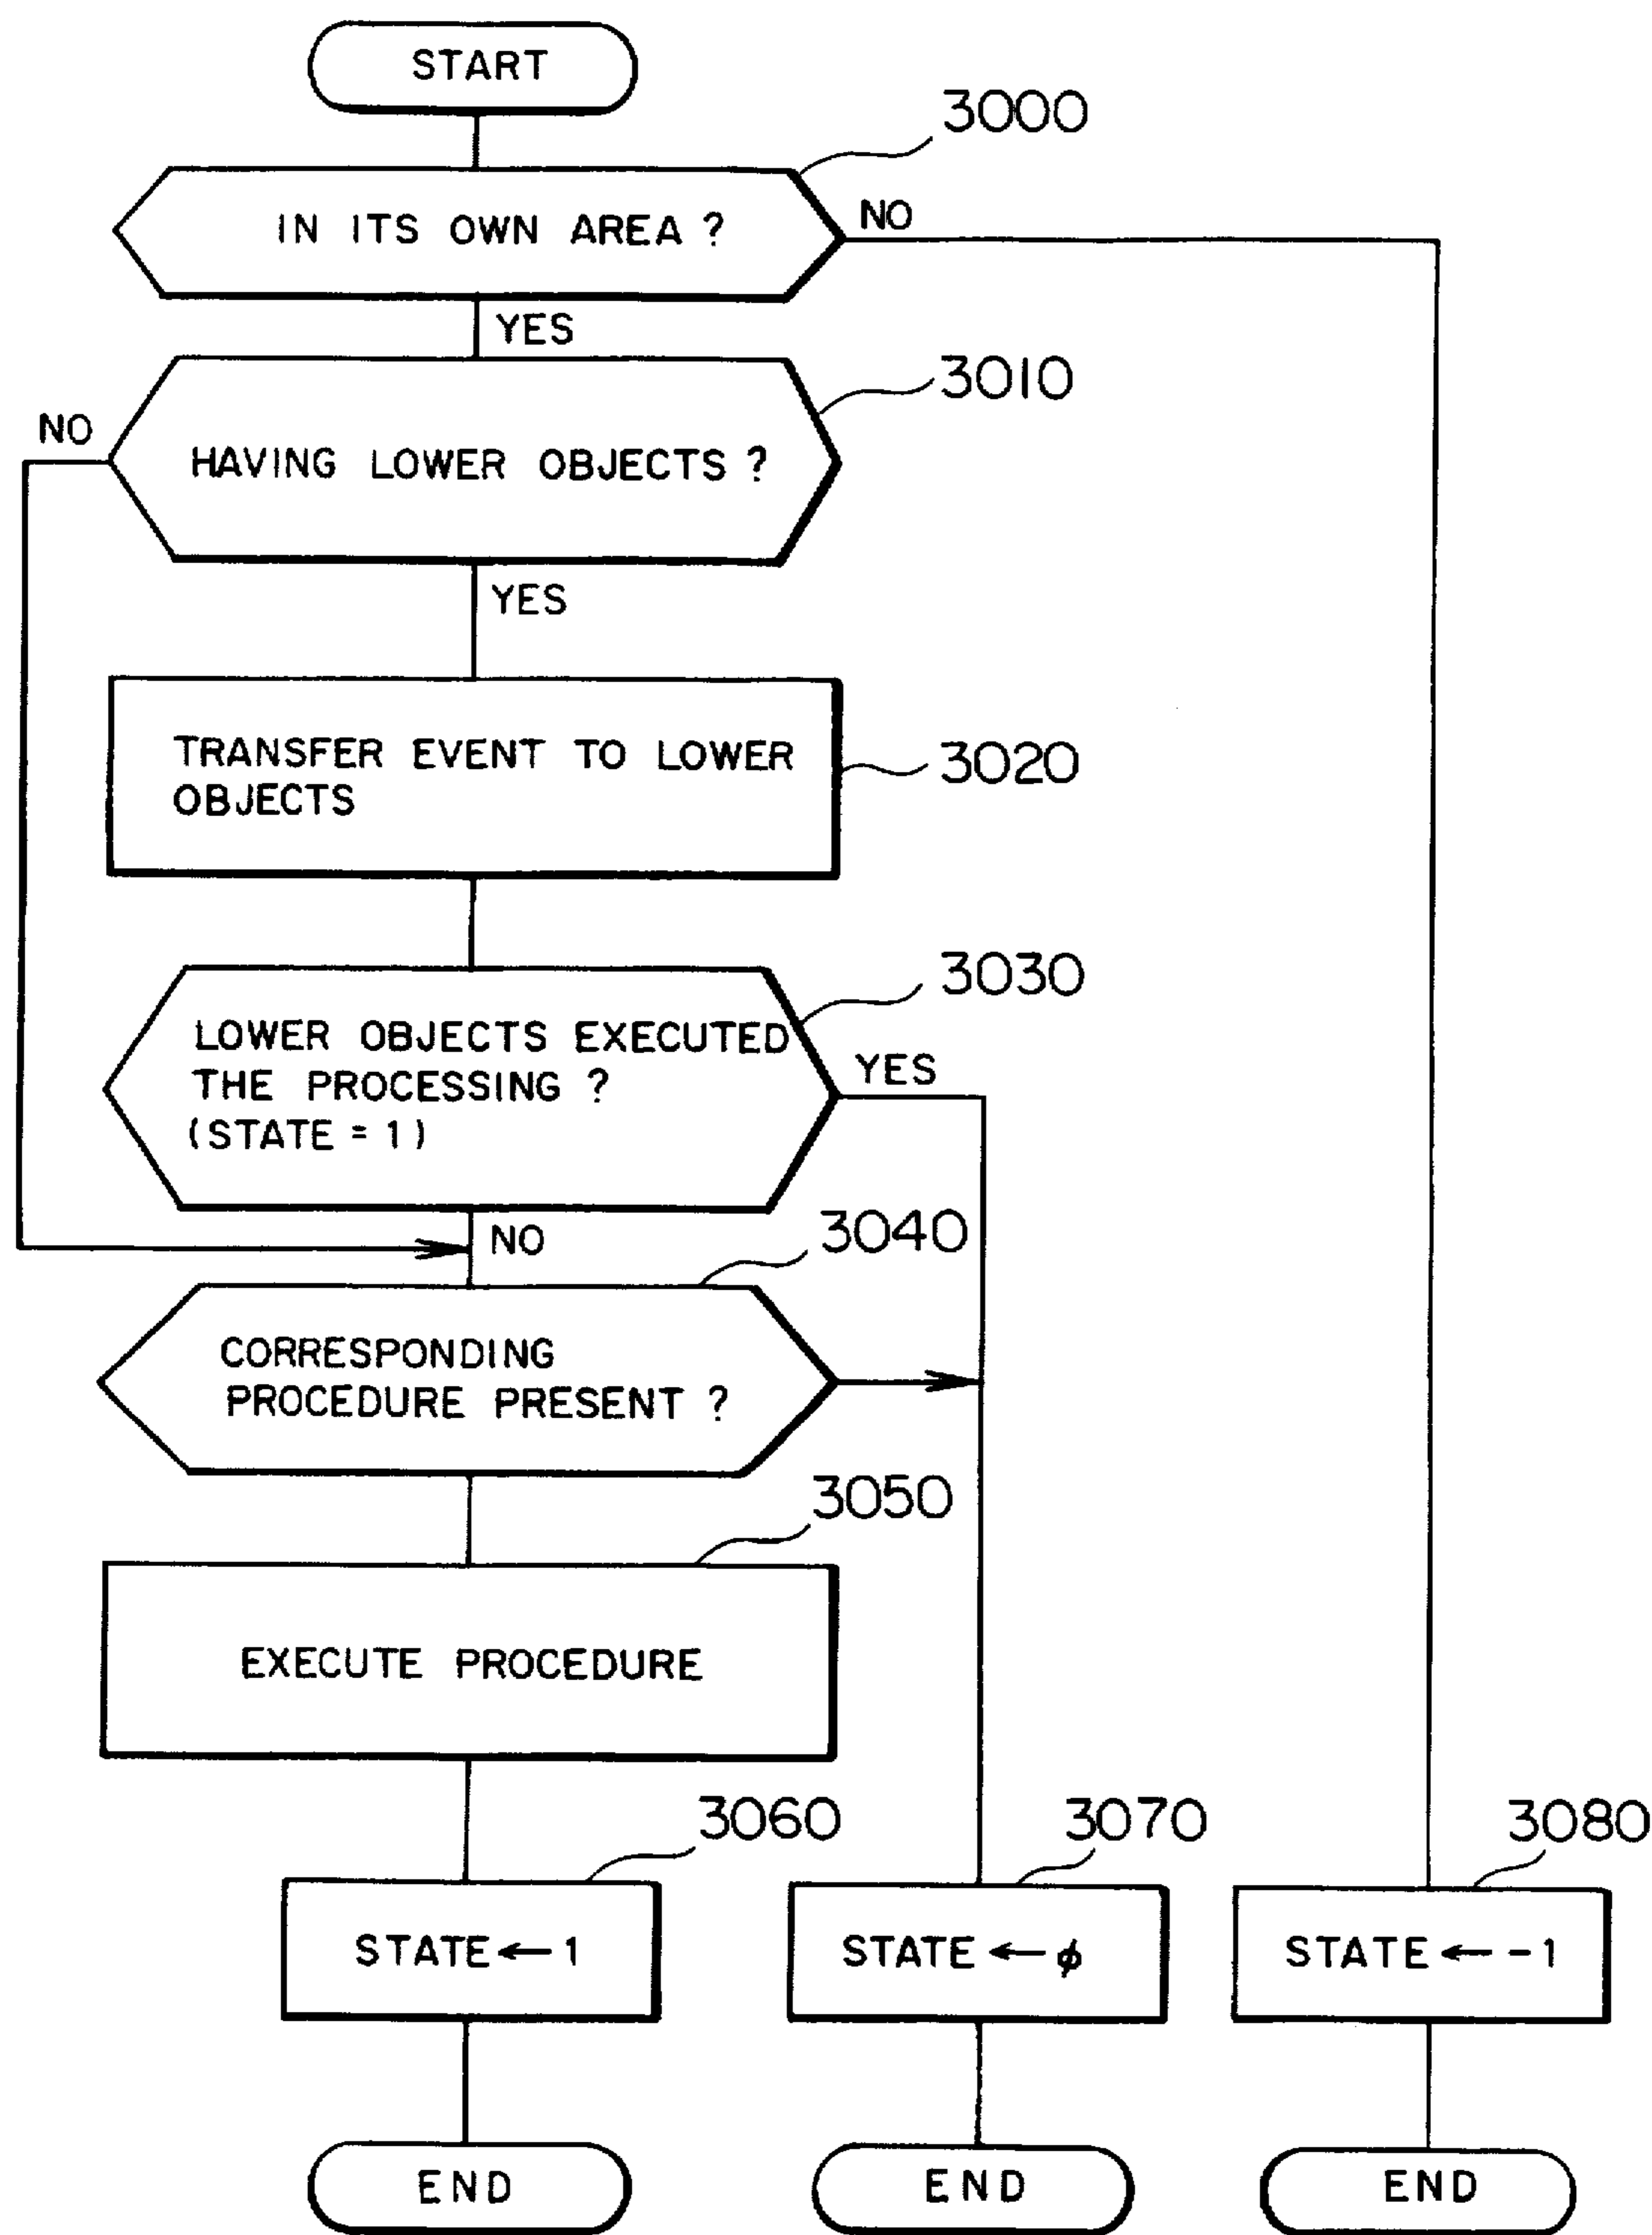 START
3000
IN ITS OWN AREA ?
NO
YES
3010
NO
HAVING LOWER OBJECTS ?
YES
TRANSFER EVENT TO LOWER
OBJECTS
3020
3030
LOWER OBJECTS EXECUTED
THE PROCESSING ?
(STATE = 1)
YES
NO
3040
CORRESPONDING
PROCEDURE PRESENT ?
3050
EXECUTE PROCEDURE
3060
3070
3080
STATE ← 1
STATE ← ϕ
STATE ← -1
END
END
END